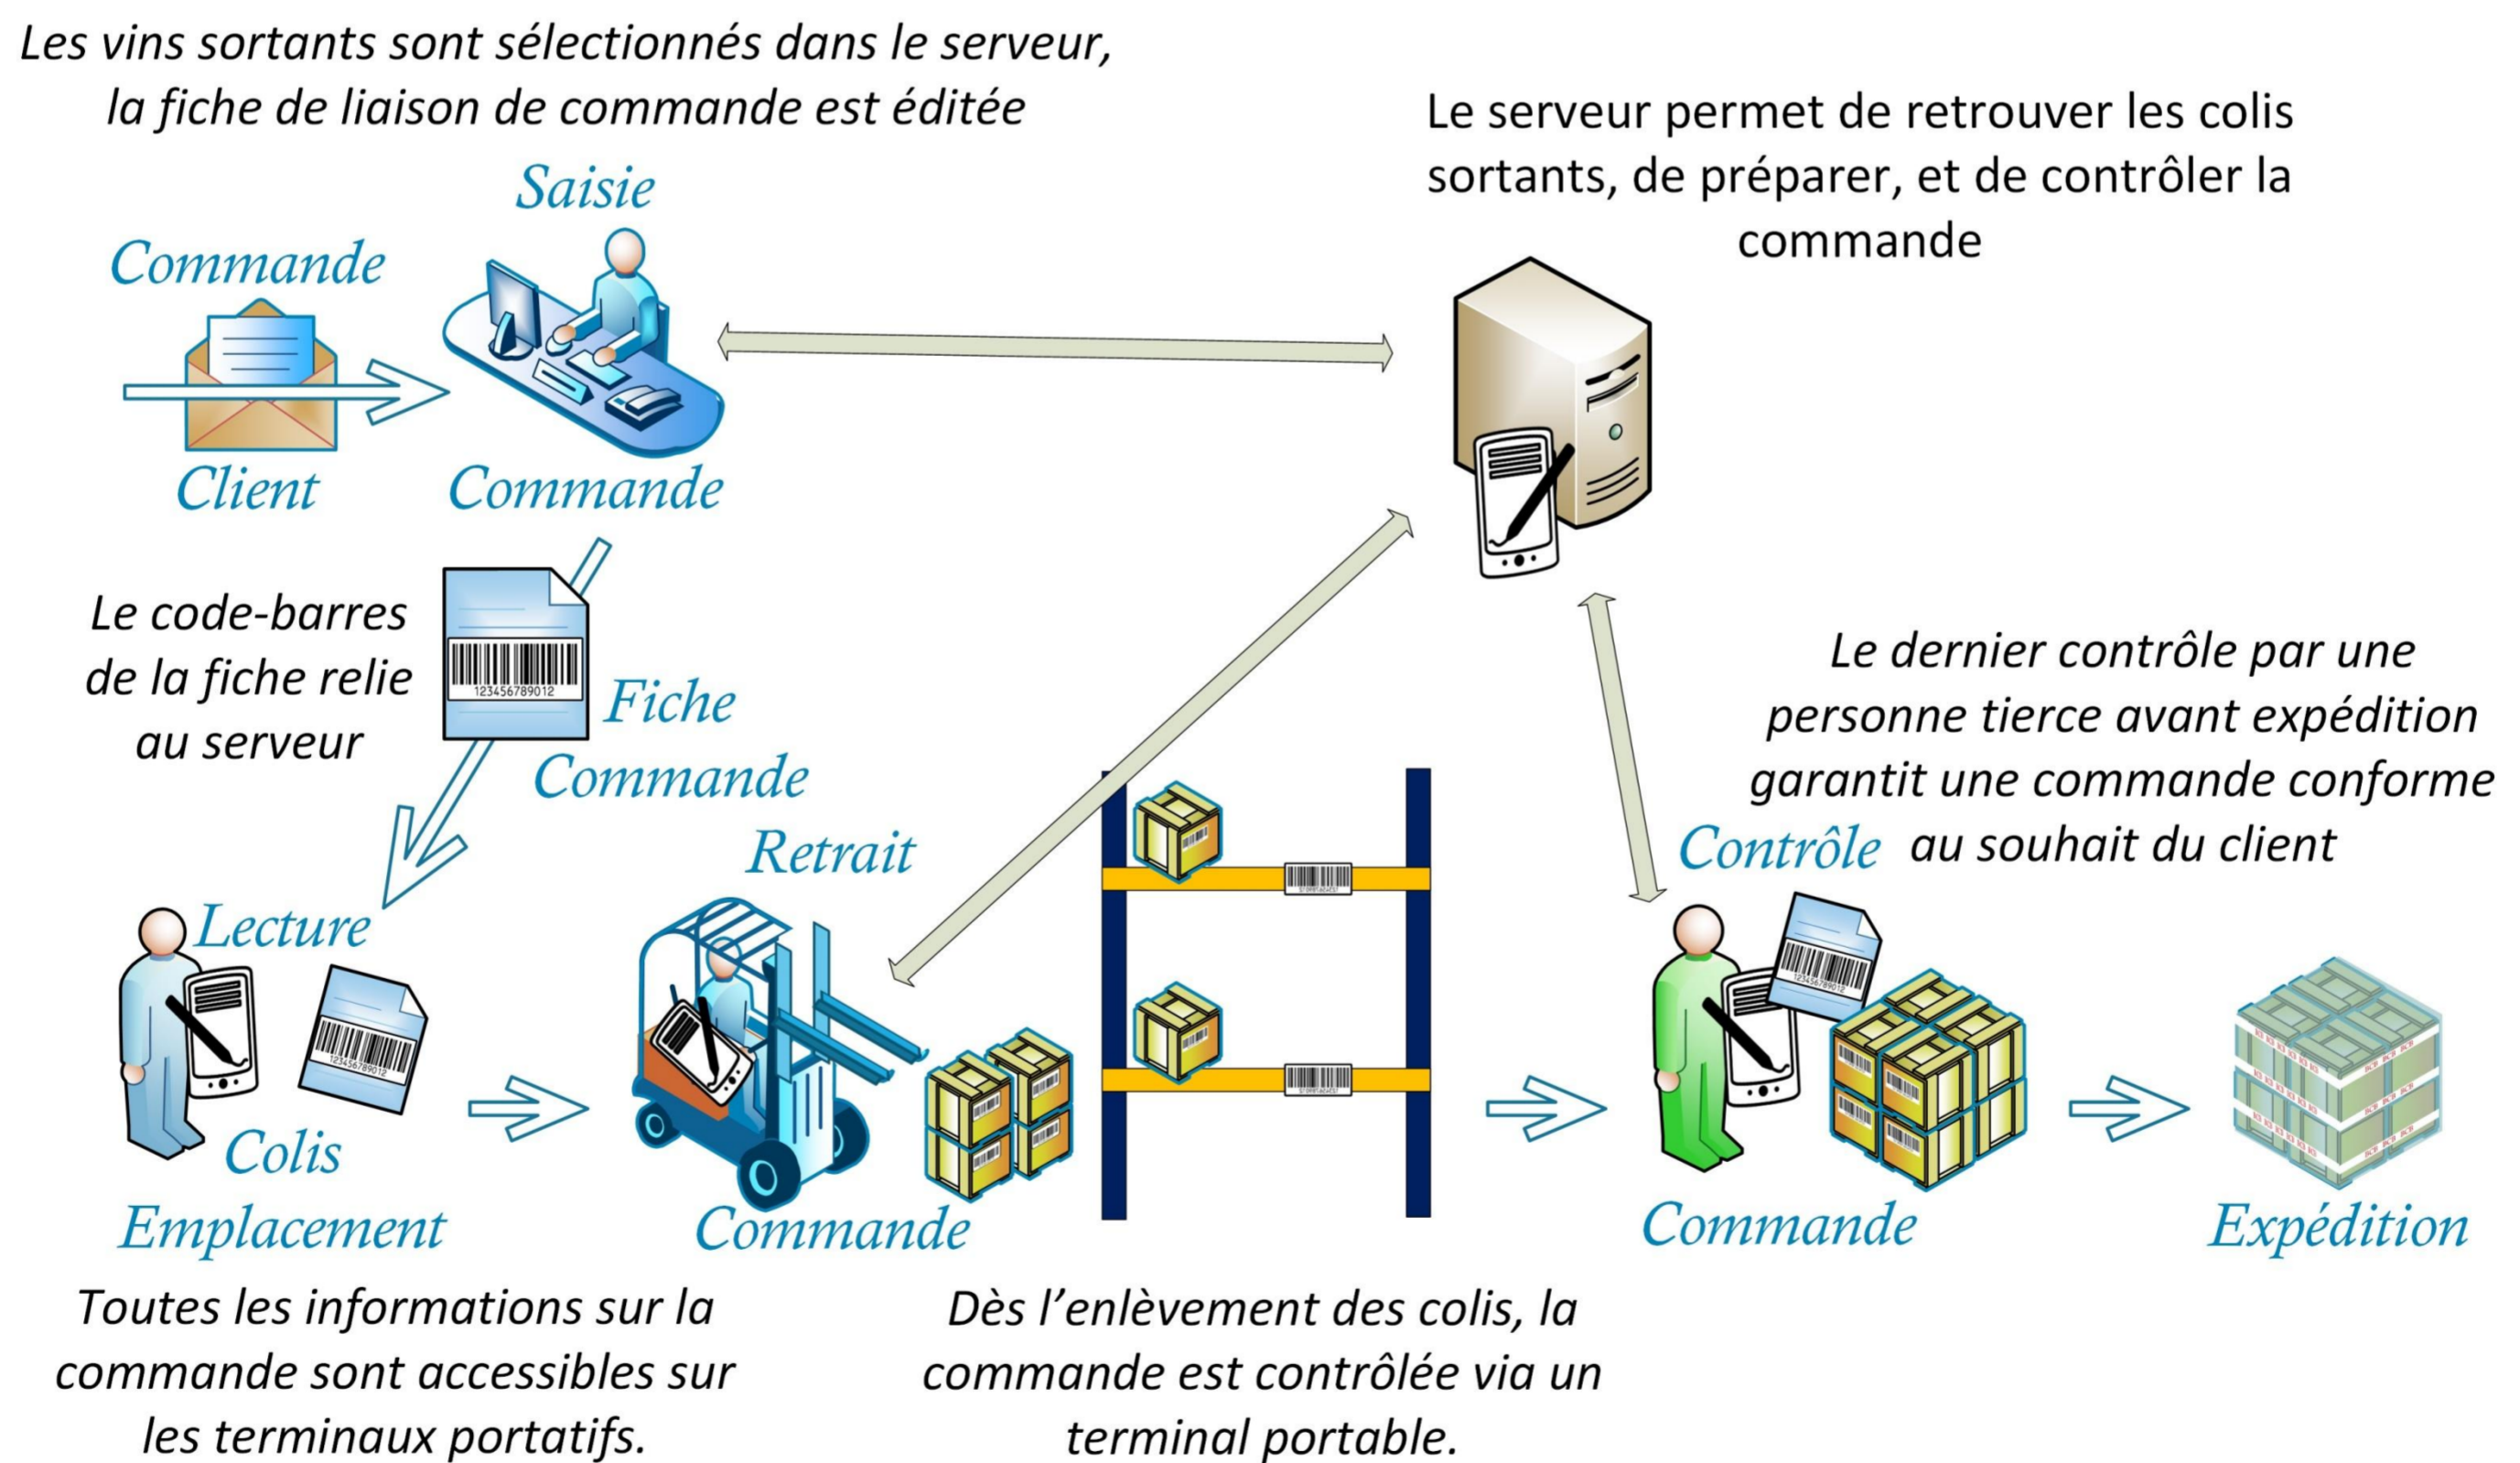 Les vins sortants sont sélectionnés dans le serveur,
la fiche de liaison de commande est éditée
Le serveur permet de retrouver les colis
sortants, de préparer, et de contrôler la
commande
Saisie
Commande
Client
Commande
Le code-barres
de la fiche relie
au serveur
123456789012
Fiche
Commande
Le dernier contrôle par une
personne tierce avant expédition
garantit une commande conforme
au souhait du client
Retrait
Contrôle
Lecture
123456789012
123456789012
Colis
Emplacement
Commande
Commande
Expédition
Toutes les informations sur la
commande sont accessibles sur
les terminaux portatifs.
Dès l’enlèvement des colis, la
commande est contrôlée via un
terminal portable.